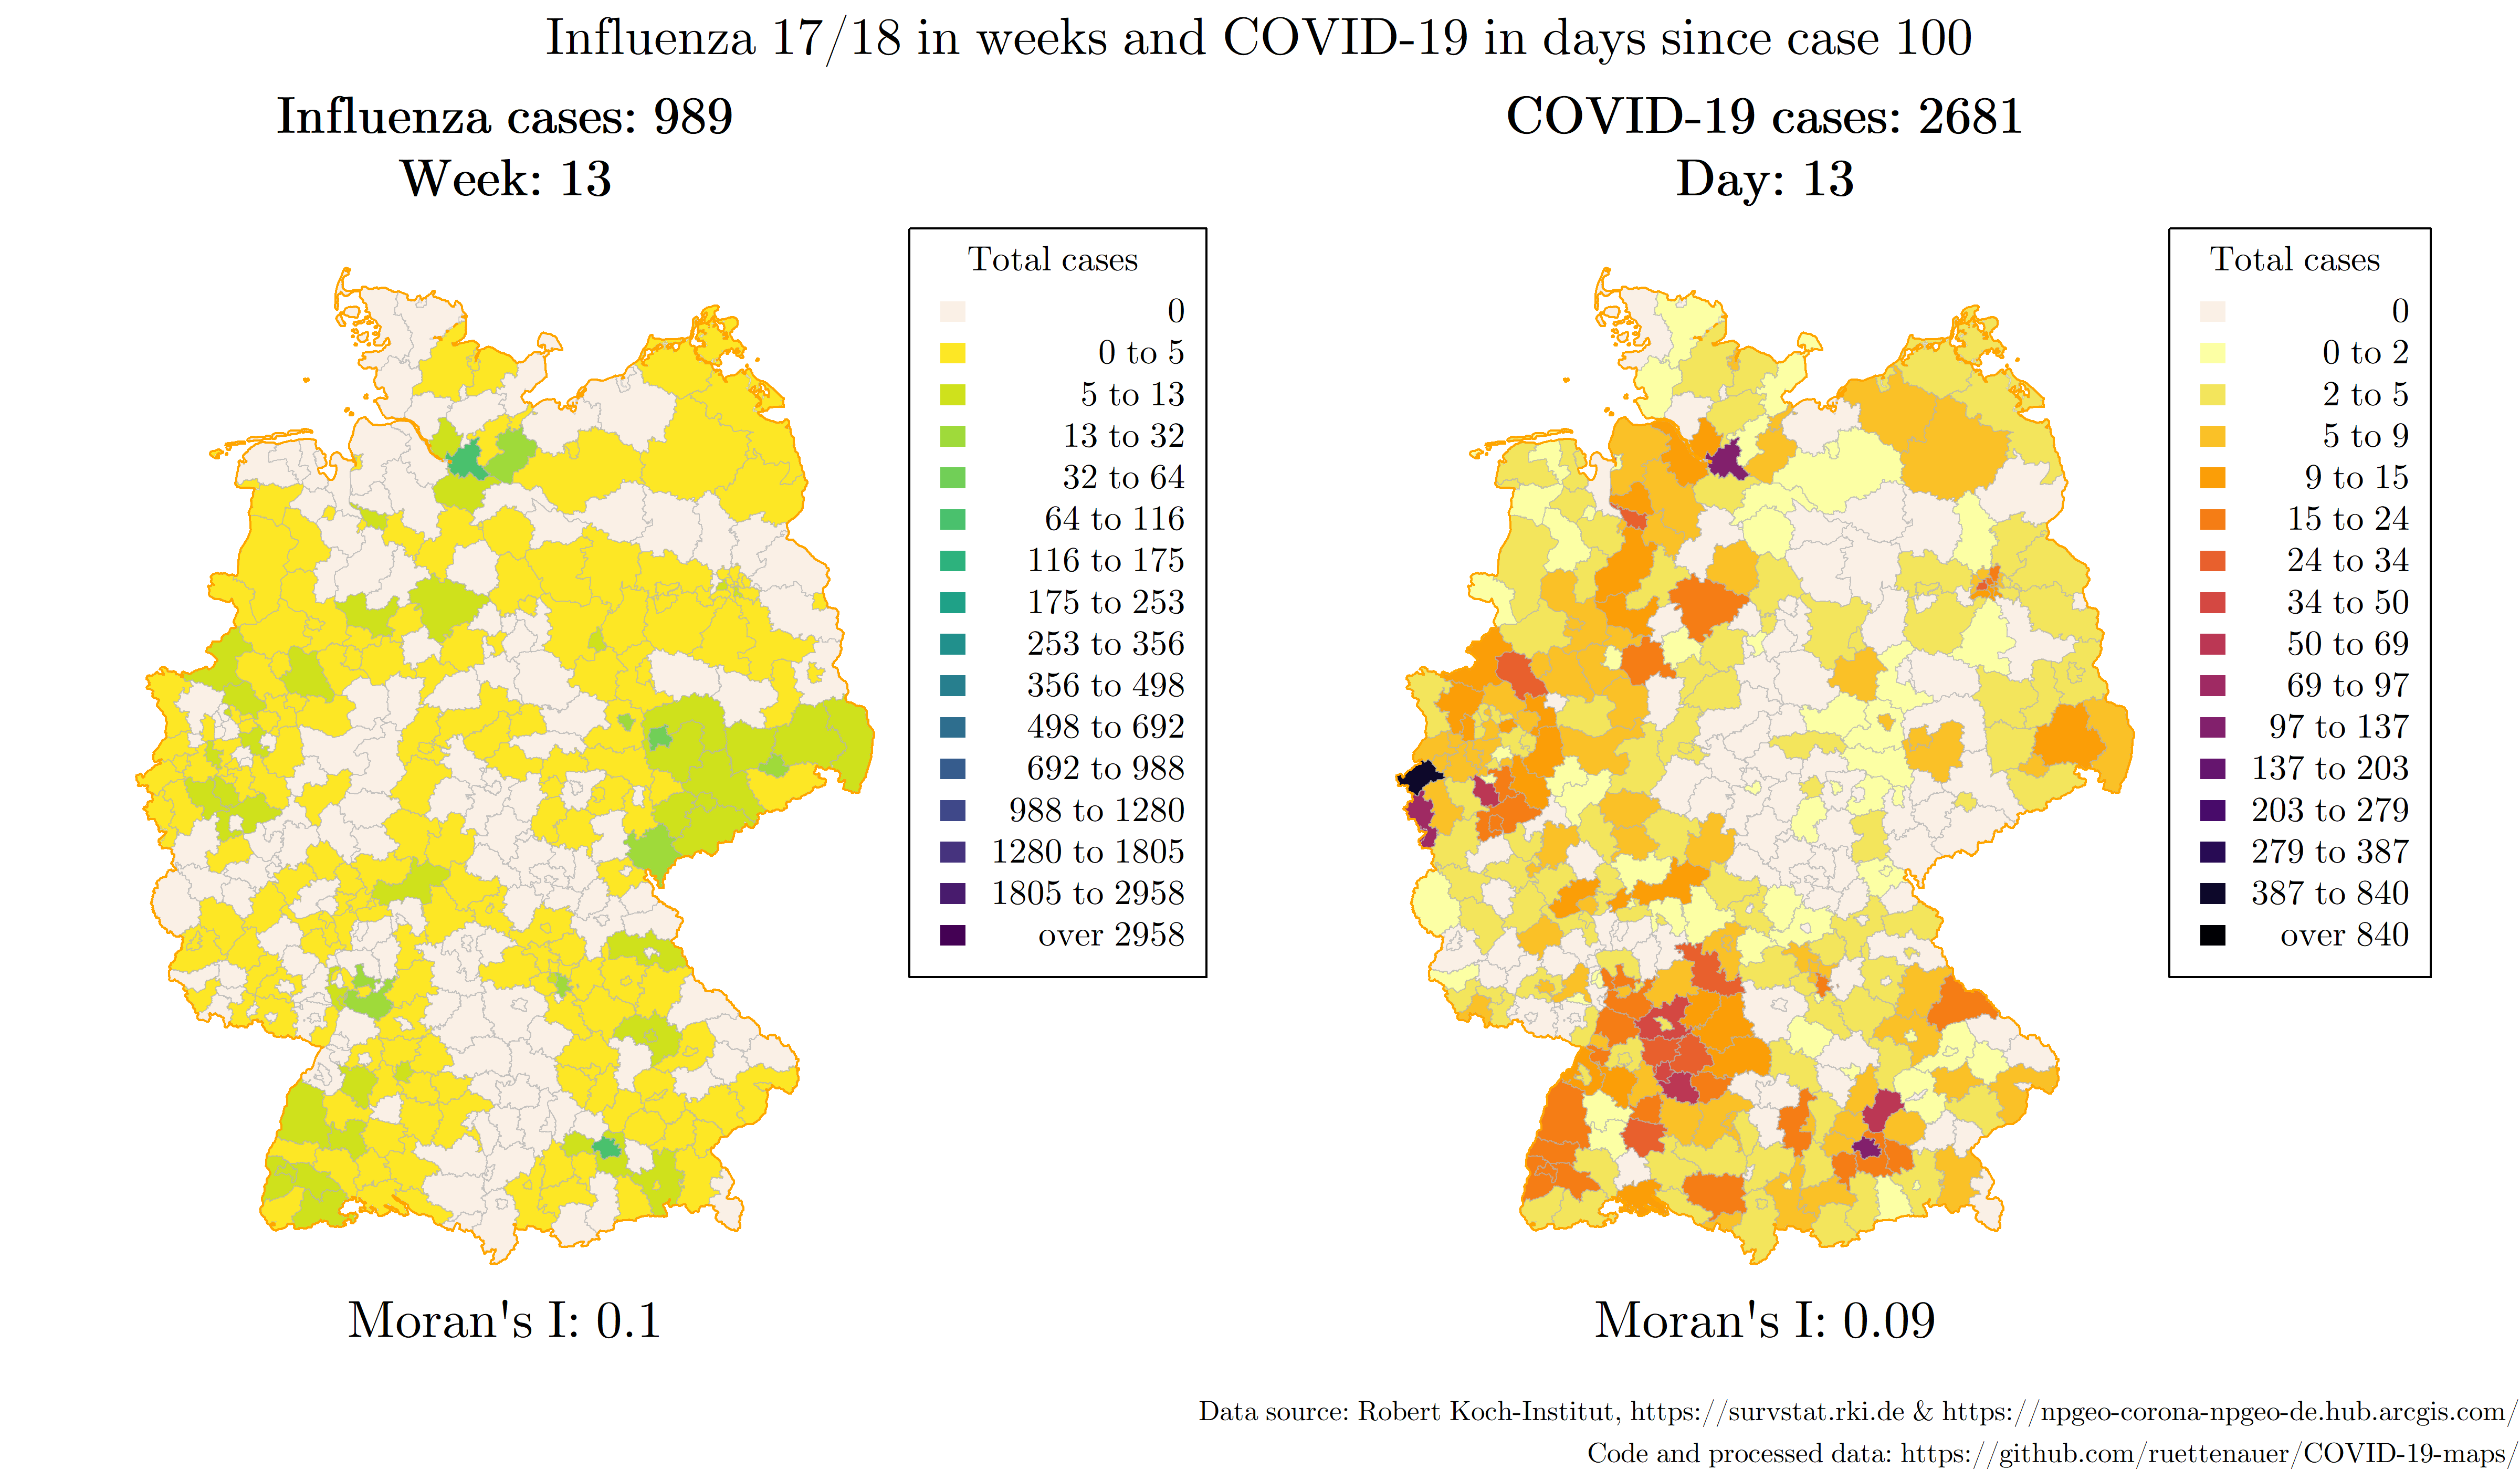 Influenza 17/18 in weeks and COVID-19 in days since case 100
Influenza cases: 989
Week: 13
Total cases
0
0 to 5
5 to 13
13 to 32
32 to 64
64 to 116
116 to 175
175 to 253
253 to 356
356 to 498
498 to 692
692 to 988
988 to 1280
1280 to 1805
1805 to 2958
over 2958
Moran's I: 0.1
COVID-19 cases: 2681
Day: 13
Total cases
0
0 to 2
2 to 5
5 to 9
9 to 15
15 to 24
24 to 34
34 to 50
50 to 69
69 to 97
97 to 137
137 to 203
203 to 279
279 to 387
387 to 840
over 840
Moran's I: 0.09
Data source: Robert Koch-Institut, https://survstat.rki.de & https://npgeo-corona-npgeo-de.hub.arcgis.com/
Code and processed data: https://github.com/ruettenauer/COVID-19-maps/